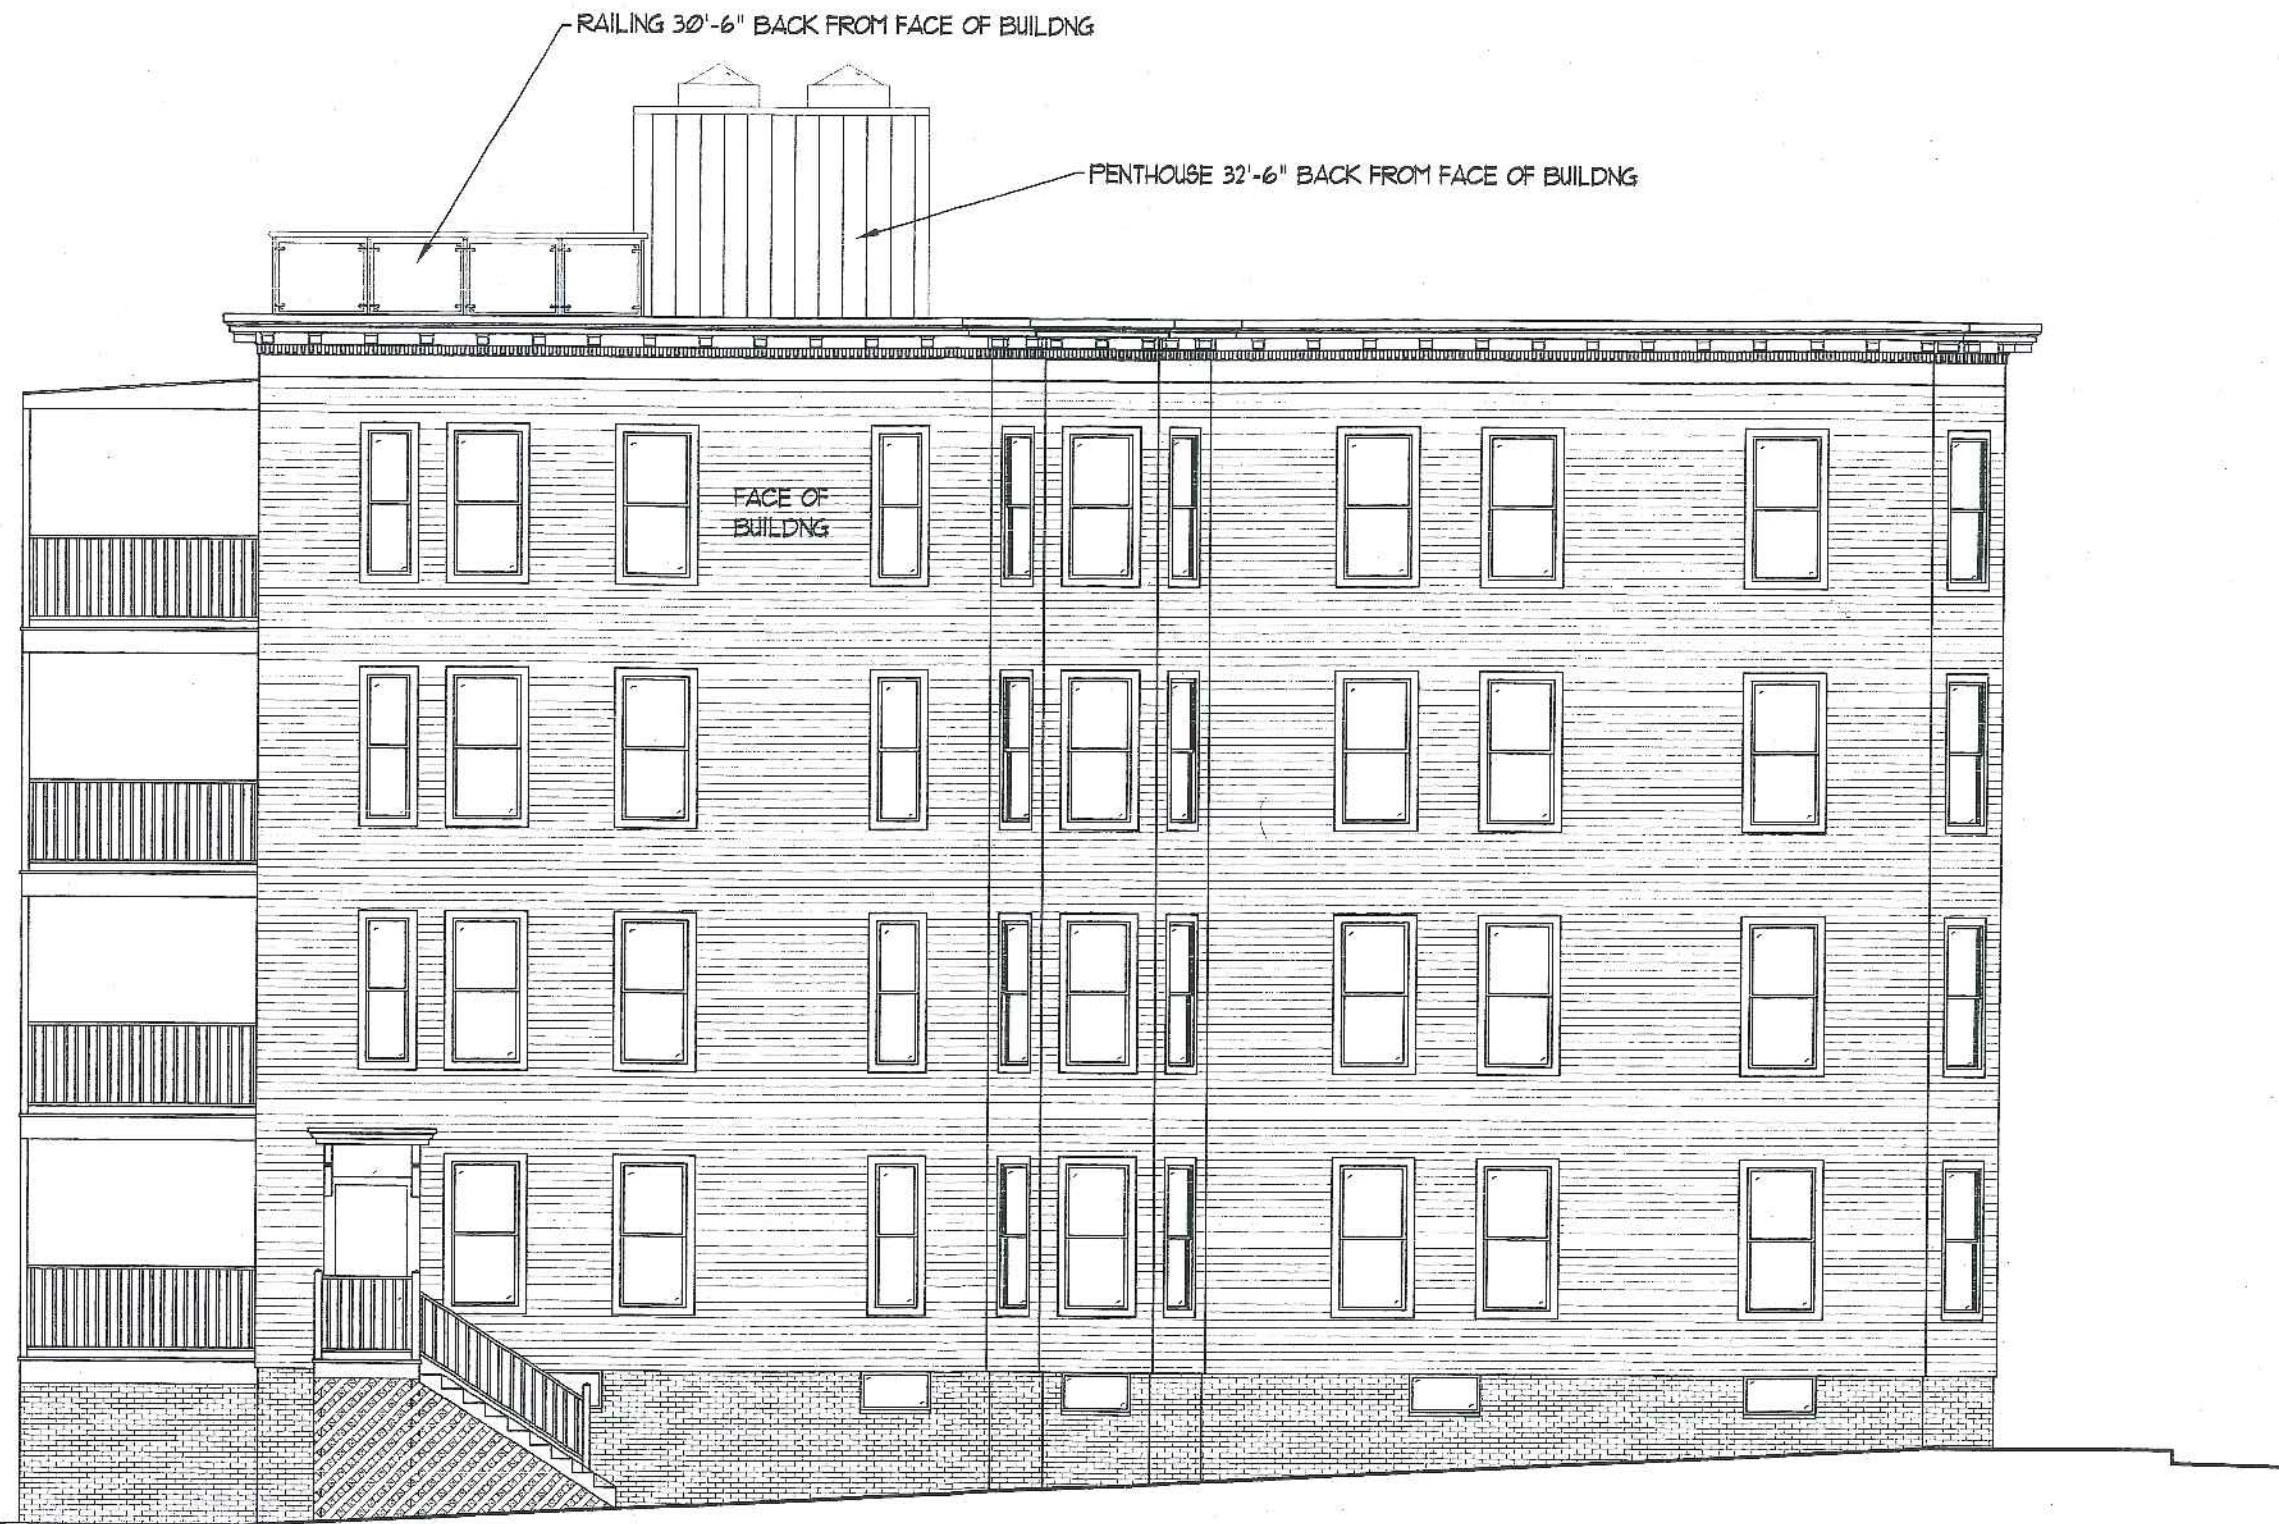 RAILING 30'-6" BACK FROM FACE OF BUILDNG
PENTHOUSE 32'-6" BACK FROM FACE OF BUILDNG
FACE OF
BUILDNG